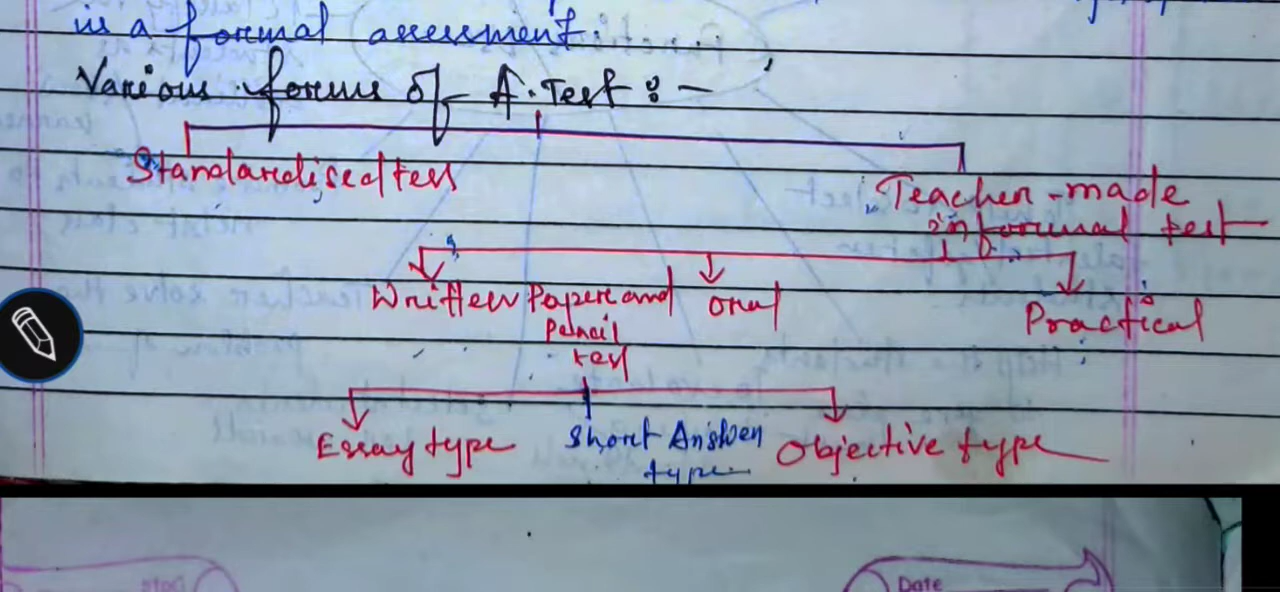 is a formal assessment.
Various forms of A. Test :-
Standardised test
Teacher-made
informal test
Written Paper and Oral Practical
Pencil
test
Essay type Short Answer Objective type
type
Date